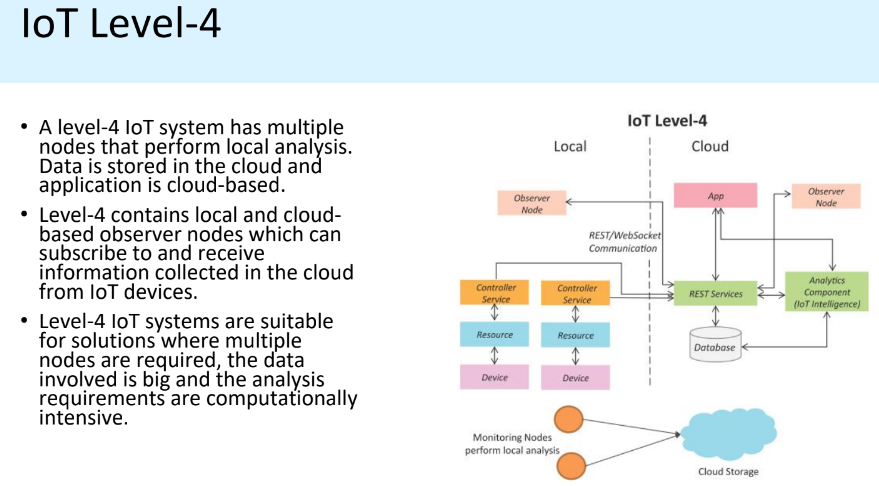 IoT Level-4
• A level-4 IoT system has multiple
nodes that perform local analysis.
Data is stored in the cloud and
application is cloud-based.
• Level-4 contains local and cloud-
based observer nodes which can
subscribe to and receive
information collected in the cloud
from IoT devices.
• Level-4 IoT systems are suitable
for solutions where multiple
nodes are required, the data
involved is big and the analysis
requirements are computationally
intensive.
IoT Level-4
Local
Cloud
Observer
Node
App
Observer
Node
REST/WebSocket
Communication
Controller
Service
Controller
Service
REST Services
Analytics
Component
(IoT Intelligence)
Resource
Resource
Database
Device
Device
Monitoring Nodes
perform local analysis
Cloud Storage